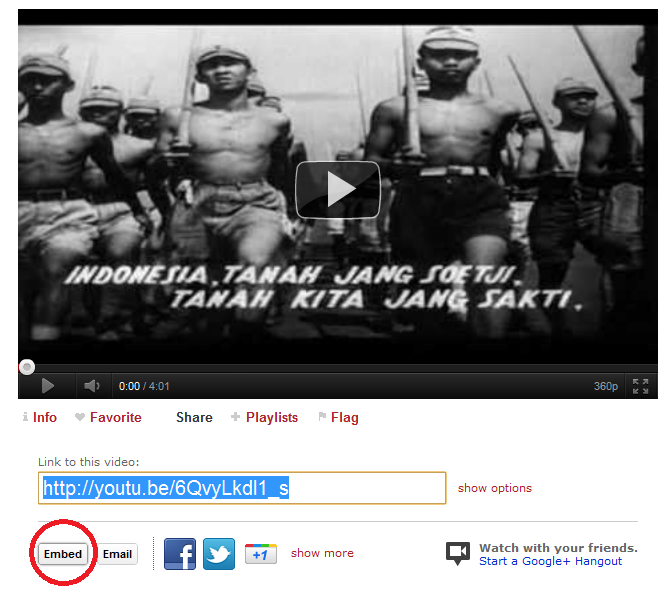 INDONESIA, TANAH JANG SOETJI,
TANAH KITA JANG SAKTI.
0:00 / 4:01 360p
Info Favorite Share Playlists Flag
Link to this video:
http://youtu.be/6QvyLkdl1_s show options
Embed Email +1 show more
Watch with your friends.
Start a Google+ Hangout